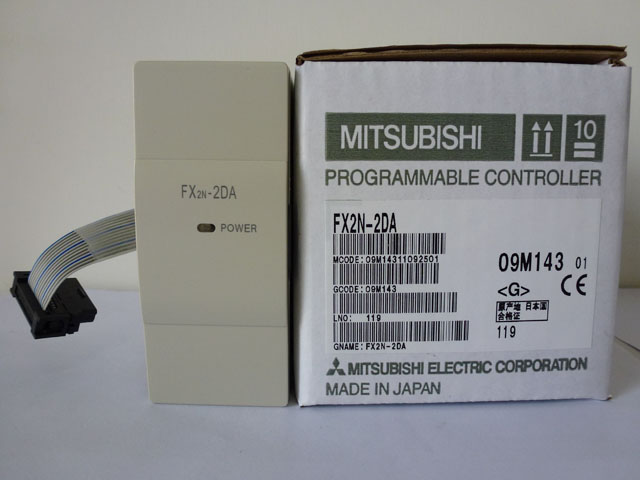 FX2N-2DA
POWER
MITSUBISHI
10
PROGRAMMABLE CONTROLLER
FX2N-2DA
MCODE: 09M14311092501
GCODE: 09M143
LNO: 119
GNAME: FX2N-2DA
09M143 01
<G> CE
原产地 日本国
合格证
119
MITSUBISHI ELECTRIC CORPORATION
MADE IN JAPAN